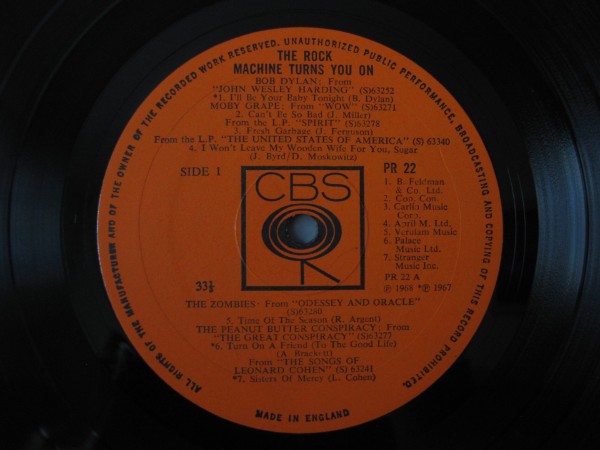 ALL RIGHTS OF THE MANUFACTURER AND OF THE OWNER OF THE RECORDED WORK RESERVED. UNAUTHORIZED PUBLIC PERFORMANCE, BROADCASTING AND COPYING OF THIS RECORD PROHIBITED.
THE ROCK
MACHINE TURNS YOU ON
BOB DYLAN: From
"JOHN WESLEY HARDING" (S)63252
*1. I'll Be Your Baby Tonight (B. Dylan)
MOBY GRAPE: From "WOW" (S)63271
2. Can't Be So Bad (J. Miller)
From the L.P. "SPIRIT" (S)63278
3. Fresh Garbage (J. Ferguson)
From the L.P. "THE UNITED STATES OF AMERICA" (S) 63340
4. I Won't Leave My Wooden Wife For You, Sugar
(J. Byrd/D. Moskowitz)
SIDE 1
CBS
33⅓
PR 22
1. B. Feldman
& Co. Ltd.
2. Cop. Con.
3. Carlis Music
Corp.
4. April M. Ltd.
5. Verulam Music
6. Palace
Music Ltd.
7. Stranger
Music Inc.
PR 22 A
℗ 1968 *℗ 1967
THE ZOMBIES: From "ODESSEY AND ORACLE"
(S)63280
5. Time Of The Season (R. Argent)
THE PEANUT BUTTER CONSPIRACY: From
"THE GREAT CONSPIRACY" (S)63277
*6. Turn On A Friend (To The Good Life)
(A. Brackett)
From "THE SONGS OF
LEONARD COHEN" (S) 63241
*7. Sisters Of Mercy (L. Cohen)
MADE IN ENGLAND